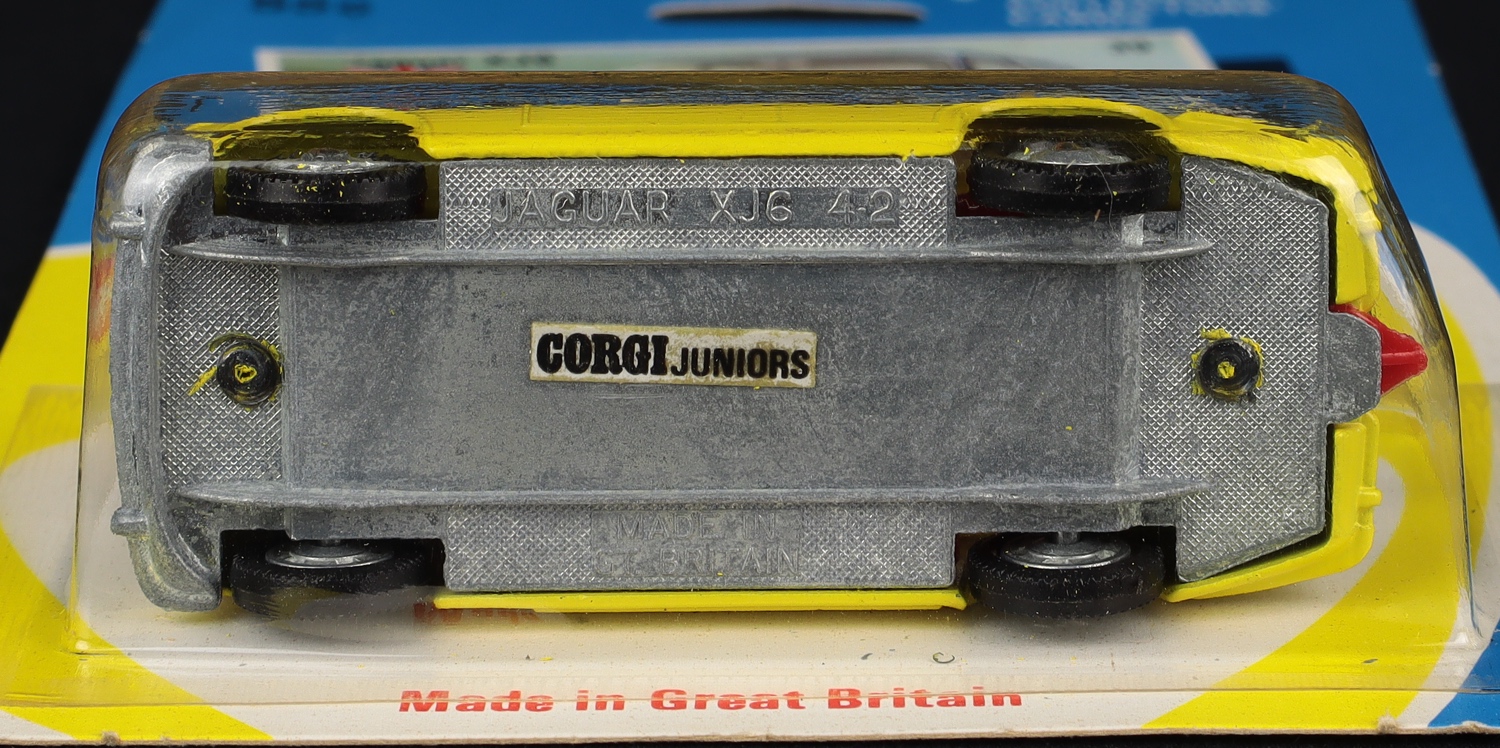 JAGUAR XJ6 4·2
CORGI JUNIORS
MADE IN
GT. BRITAIN
Made in Great Britain